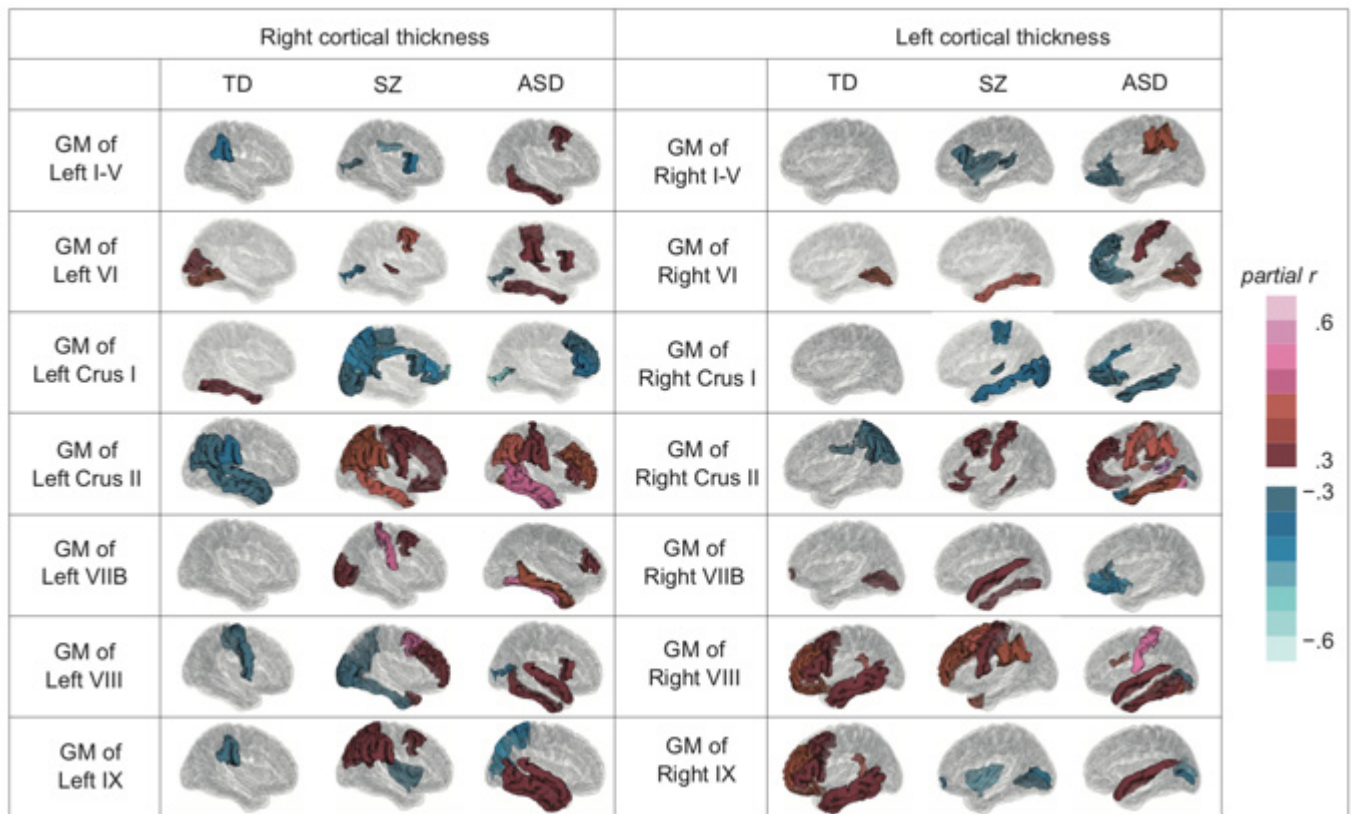 Right cortical thickness
Left cortical thickness
TD
SZ
ASD
TD
SZ
ASD
GM of
Left I-V
GM of
Right I-V
GM of
Left VI
GM of
Right VI
GM of
Left Crus I
GM of
Right Crus I
GM of
Left Crus II
GM of
Right Crus II
GM of
Left VIIB
GM of
Right VIIB
GM of
Left VIII
GM of
Right VIII
GM of
Left IX
GM of
Right IX
partial r
.6
.3
−.3
−.6